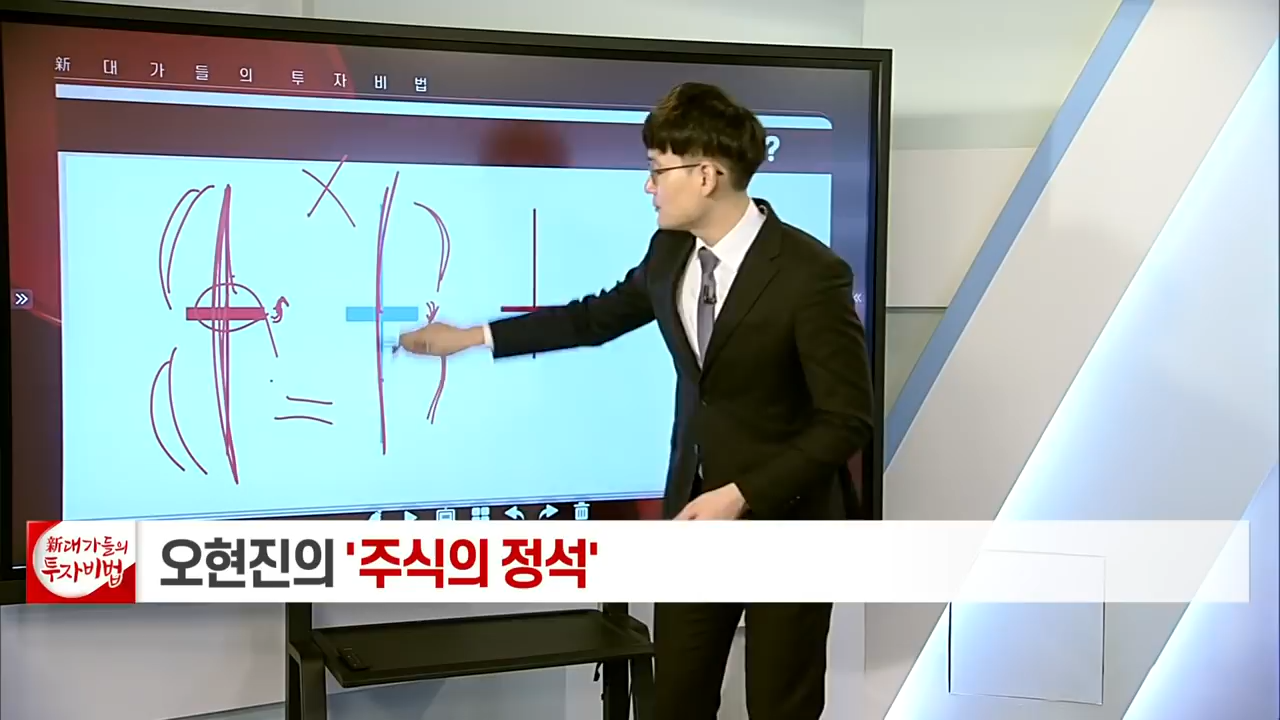 新 대 가 들 의 투 자 비 법
?
新대가들의
투자비법
오현진의 '주식의 정석'